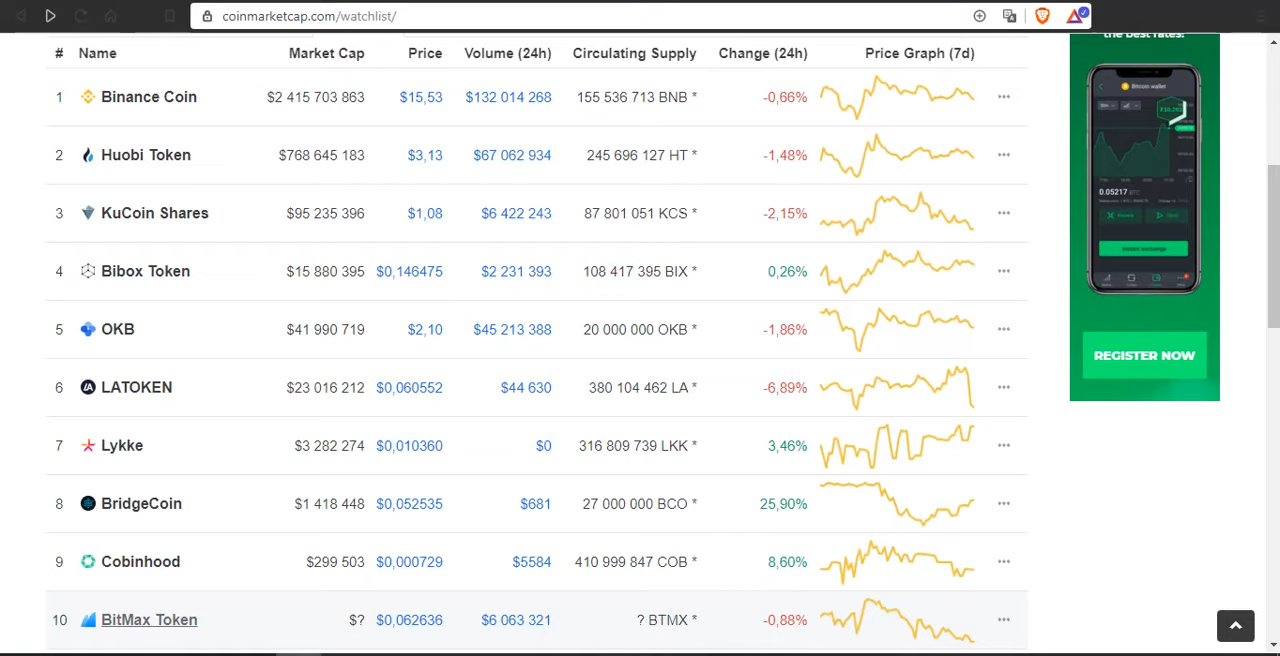 coinmarketcap.com/watchlist/
the best rates!
# Name Market Cap Price Volume (24h) Circulating Supply Change (24h) Price Graph (7d)
1 Binance Coin $2 415 703 863 $15,53 $132 014 268 155 536 713 BNB * -0,66%
2 Huobi Token $768 645 183 $3,13 $67 062 934 245 696 127 HT * -1,48%
3 KuCoin Shares $95 235 396 $1,08 $6 422 243 87 801 051 KCS * -2,15%
4 Bibox Token $15 880 395 $0,146475 $2 231 393 108 417 395 BIX * 0,26%
5 OKB $41 990 719 $2,10 $45 213 388 20 000 000 OKB * -1,86%
6 LATOKEN $23 016 212 $0,060552 $44 630 380 104 462 LA * -6,89%
7 Lykke $3 282 274 $0,010360 $0 316 809 739 LKK * 3,46%
8 BridgeCoin $1 418 448 $0,052535 $681 27 000 000 BCO * 25,90%
9 Cobinhood $299 503 $0,000729 $5584 410 999 847 COB * 8,60%
10 BitMax Token $? $0,062636 $6 063 321 ? BTMX * -0,88%
Bitcoin wallet
0.05217 BTC
instant exchange
REGISTER NOW